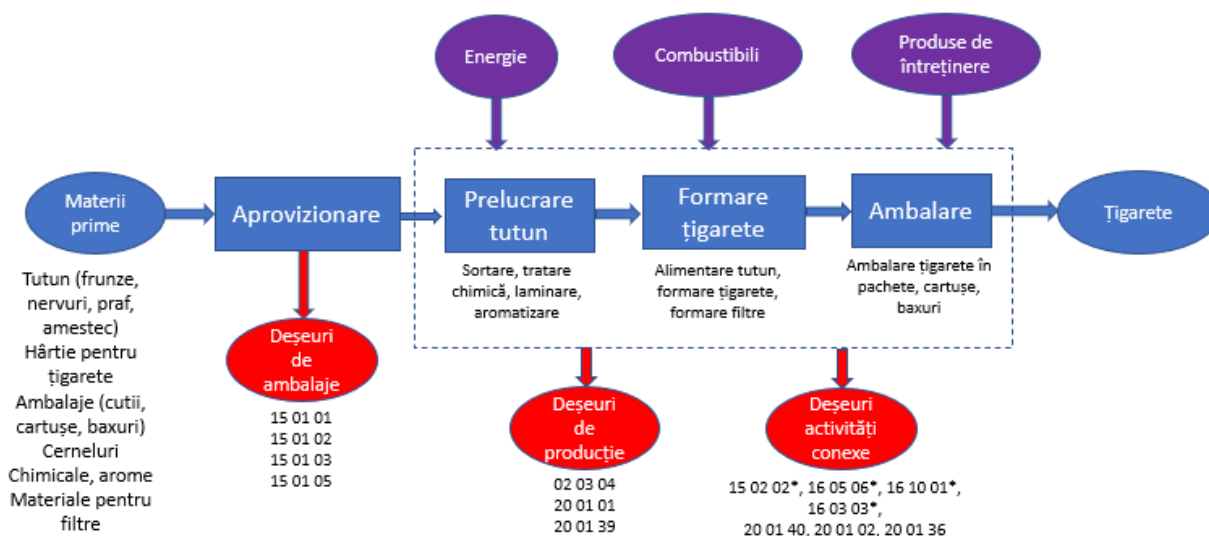 Energie
Combustibili
Produse de
întreținere
Materii
prime
Aprovizionare
Prelucrare
tutun
Formare
țigarete
Ambalare
Țigarete
Sortare, tratare
chimică, laminare,
aromatizare
Alimentare tutun,
formare țigarete,
formare filtre
Ambalare țigarete în
pachete, cartușe,
baxuri
Tutun (frunze,
nervuri, praf,
amestec)
Hârtie pentru
țigarete
Ambalaje (cutii,
cartușe, baxuri)
Cerneluri
Chimicale, arome
Materiale pentru
filtre
Deșeuri
de
ambalaje
15 01 01
15 01 02
15 01 03
15 01 05
Deșeuri
de
producție
02 03 04
20 01 01
20 01 39
Deșeuri
activități
conexe
15 02 02*, 16 05 06*, 16 10 01*,
16 03 03*,
20 01 40, 20 01 02, 20 01 36